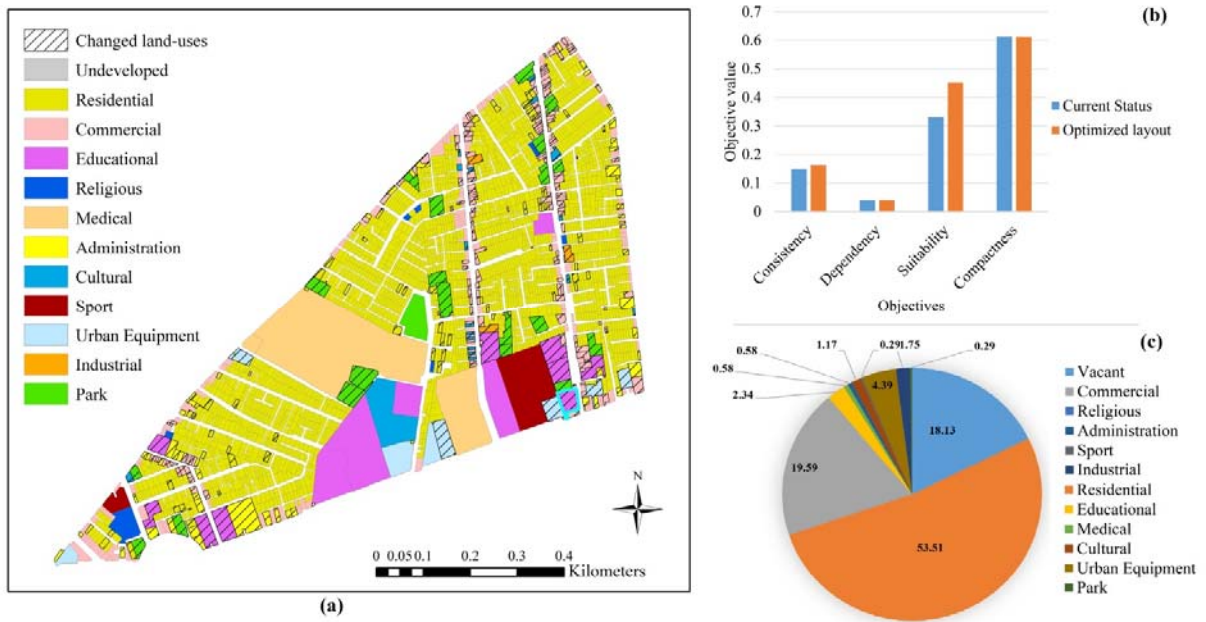 Changed land-uses
Undeveloped
Residential
Commercial
Educational
Religious
Medical
Administration
Cultural
Sport
Urban Equipment
Industrial
Park
N
0 0.05 0.1 0.2 0.3 0.4
Kilometers
(a)
(b)
0.7
0.6
0.5
0.4
0.3
0.2
0.1
0
Objective value
Consistency
Dependency
Suitability
Compactness
Objectives
Current Status
Optimized layout
(c)
0.58
0.58
2.34
1.17
0.29
1.75
0.29
4.39
18.13
19.59
53.51
Vacant
Commercial
Religious
Administration
Sport
Industrial
Residential
Educational
Medical
Cultural
Urban Equipment
Park